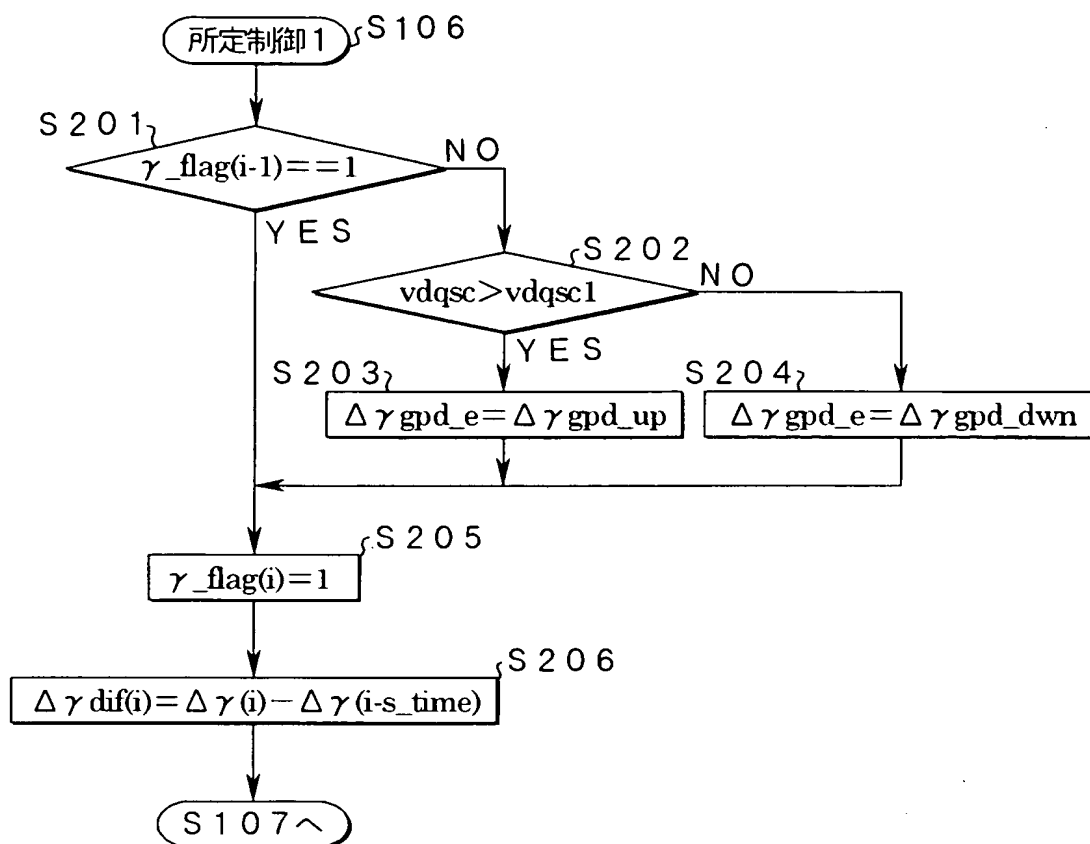 所定制御1
S106
S201
γ_flag(i-1)==1
NO
YES
S202
vdqsc>vdqsc1
NO
YES
S203
Δγgpd_e=Δγgpd_up
S204
Δγgpd_e=Δγgpd_dwn
S205
γ_flag(i)=1
S206
Δγdif(i)=Δγ(i)-Δγ(i-s_time)
S107へ